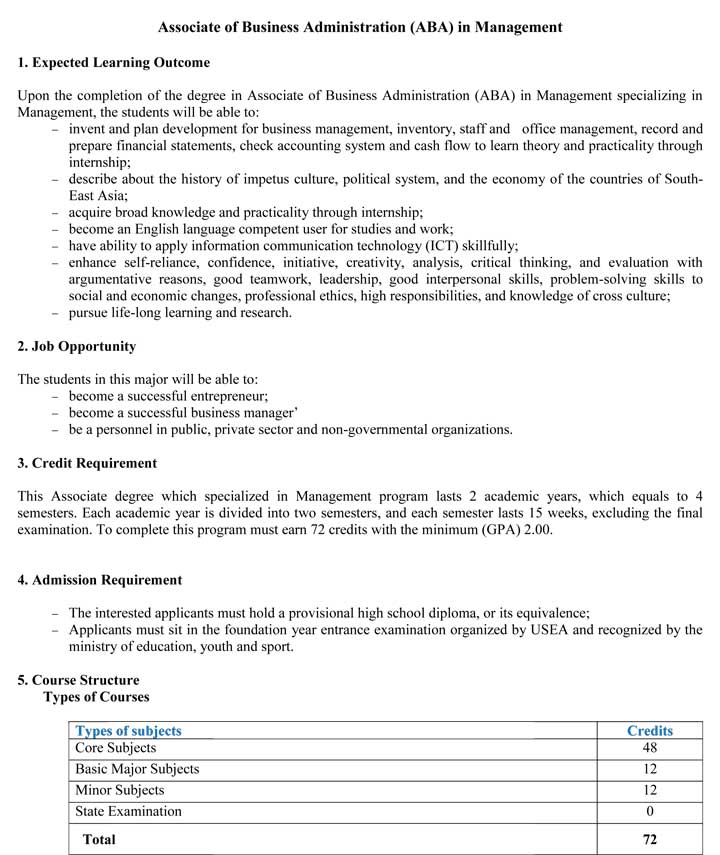 Associate of Business Administration (ABA) in Management
1. Expected Learning Outcome
Upon the completion of the degree in Associate of Business Administration (ABA) in Management specializing in
Management, the students will be able to:
– invent and plan development for business management, inventory, staff and office management, record and
prepare financial statements, check accounting system and cash flow to learn theory and practicality through
internship;
– describe about the history of impetus culture, political system, and the economy of the countries of South-
East Asia;
– acquire broad knowledge and practicality through internship;
– become an English language competent user for studies and work;
– have ability to apply information communication technology (ICT) skillfully;
– enhance self-reliance, confidence, initiative, creativity, analysis, critical thinking, and evaluation with
argumentative reasons, good teamwork, leadership, good interpersonal skills, problem-solving skills to
social and economic changes, professional ethics, high responsibilities, and knowledge of cross culture;
– pursue life-long learning and research.
2. Job Opportunity
The students in this major will be able to:
– become a successful entrepreneur;
– become a successful business manager’
– be a personnel in public, private sector and non-governmental organizations.
3. Credit Requirement
This Associate degree which specialized in Management program lasts 2 academic years, which equals to 4
semesters. Each academic year is divided into two semesters, and each semester lasts 15 weeks, excluding the final
examination. To complete this program must earn 72 credits with the minimum (GPA) 2.00.
4. Admission Requirement
– The interested applicants must hold a provisional high school diploma, or its equivalence;
– Applicants must sit in the foundation year entrance examination organized by USEA and recognized by the
ministry of education, youth and sport.
5. Course Structure
Types of Courses
Types of subjects Credits
Core Subjects 48
Basic Major Subjects 12
Minor Subjects 12
State Examination 0
Total 72